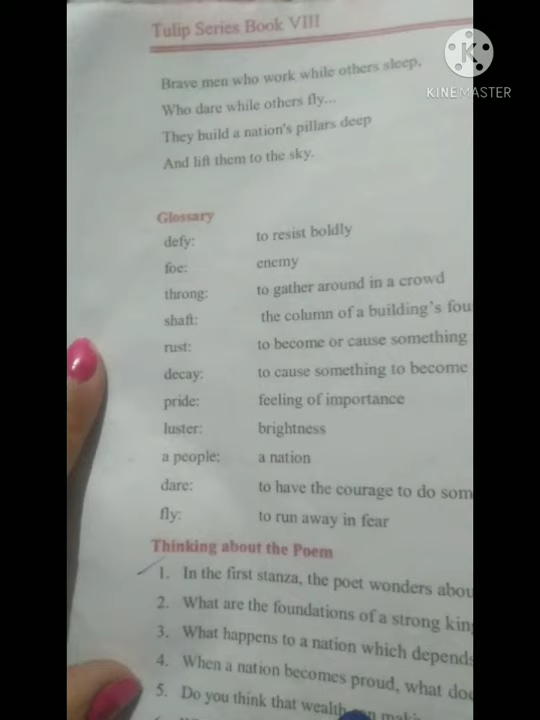 Tulip Series Book VIII
KINEMASTER
Brave men who work while others sleep,
Who dare while others fly...
They build a nation's pillars deep
And lift them to the sky.
Glossary
defy: to resist boldly
foe: enemy
throng: to gather around in a crowd
shaft: the column of a building's fou
rust: to become or cause something
decay: to cause something to become
pride: feeling of importance
luster: brightness
a people: a nation
dare: to have the courage to do som
fly: to run away in fear
Thinking about the Poem
1. In the first stanza, the poet wonders abou
2. What are the foundations of a strong king
3. What happens to a nation which depends
4. When a nation becomes proud, what doe
5. Do you think that wealth can